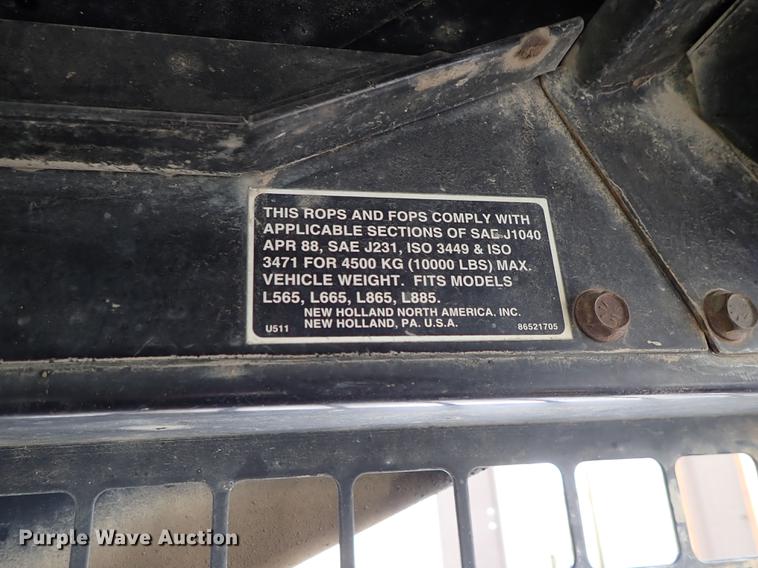 THIS ROPS AND FOPS COMPLY WITH
APPLICABLE SECTIONS OF SAE J1040
APR 88, SAE J231, ISO 3449 & ISO
3471 FOR 4500 KG (10000 LBS) MAX.
VEHICLE WEIGHT. FITS MODELS
L565, L665, L865, L885.
NEW HOLLAND NORTH AMERICA. INC.
U511 NEW HOLLAND, PA. U.S.A. 86521705
Purple Wave Auction®